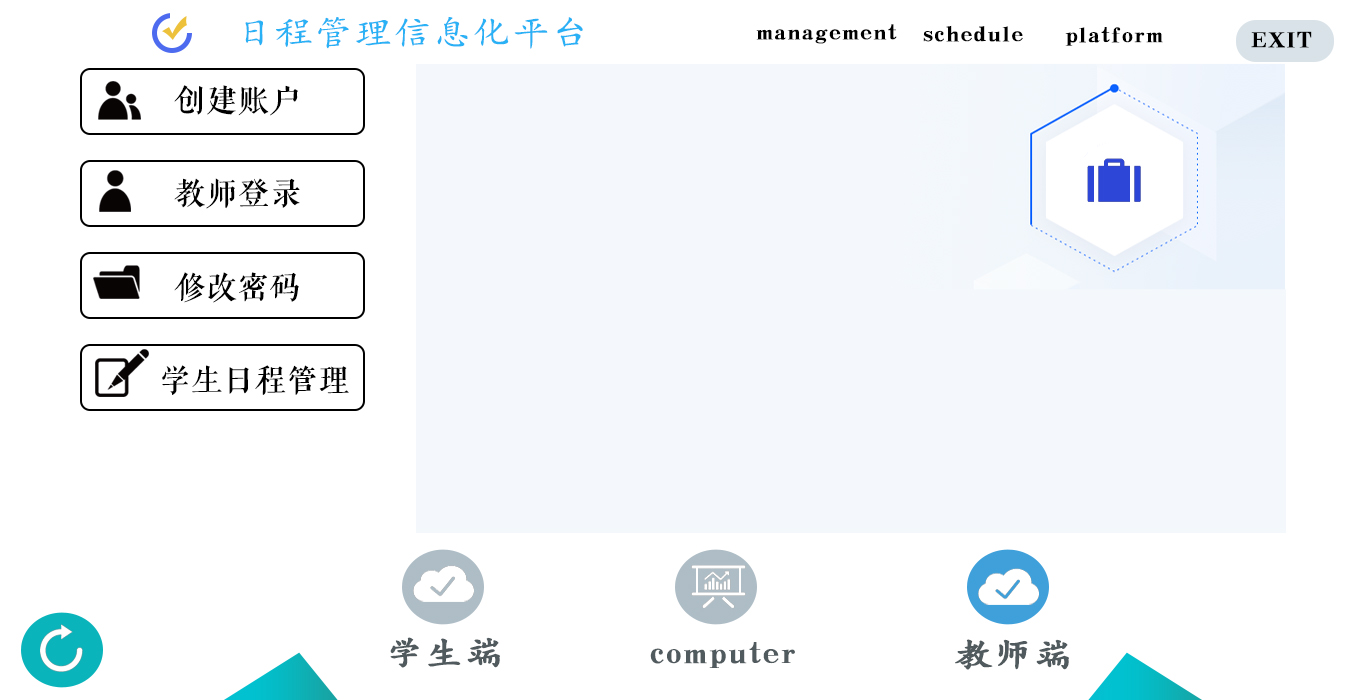 日程管理信息化平台
management schedule platform EXIT
创建账户
教师登录
修改密码
学生日程管理
学生端 computer 教师端